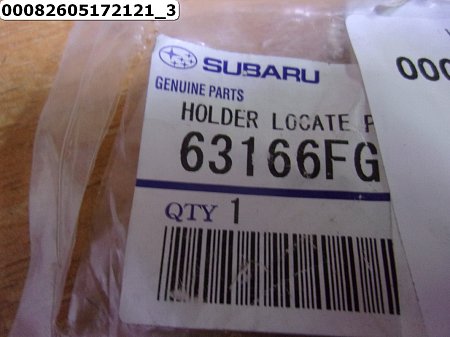 00082605172121_3
SUBARU
GENUINE PARTS
HOLDER LOCATE
63166FG
QTY 1
000